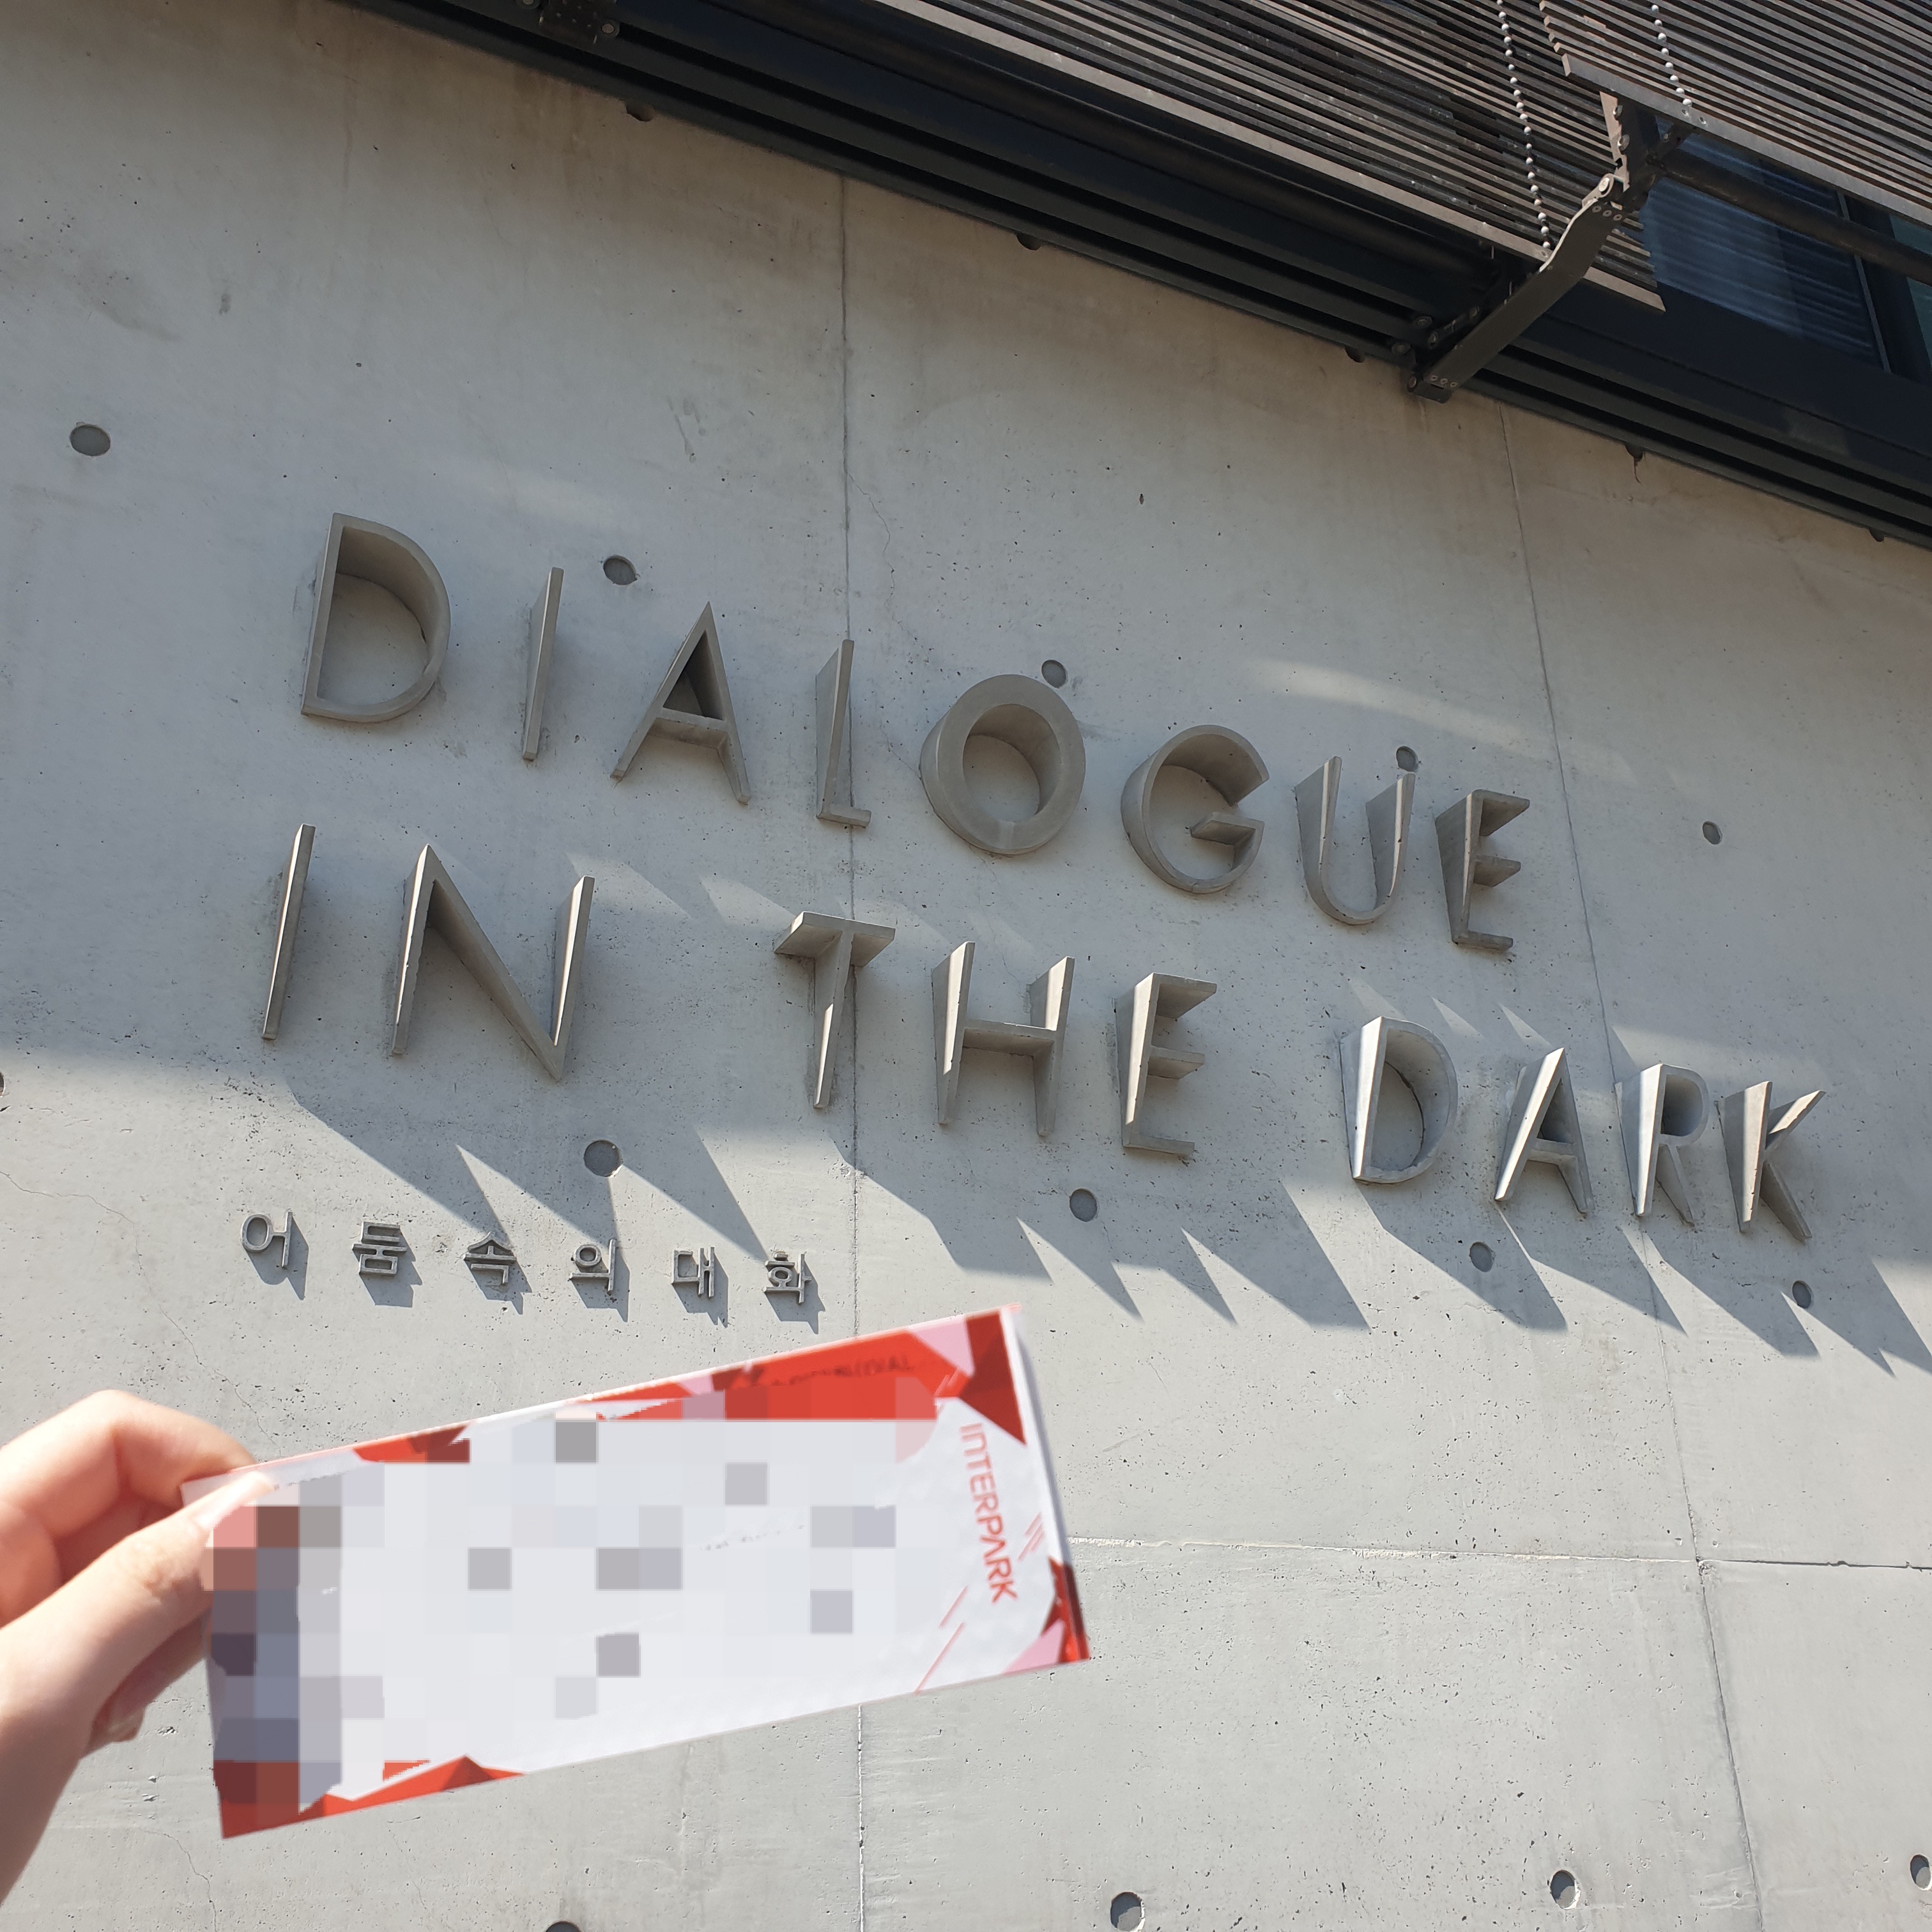 DIALOGUE
IN THE DARK
어둠속의대화
INTERPARK